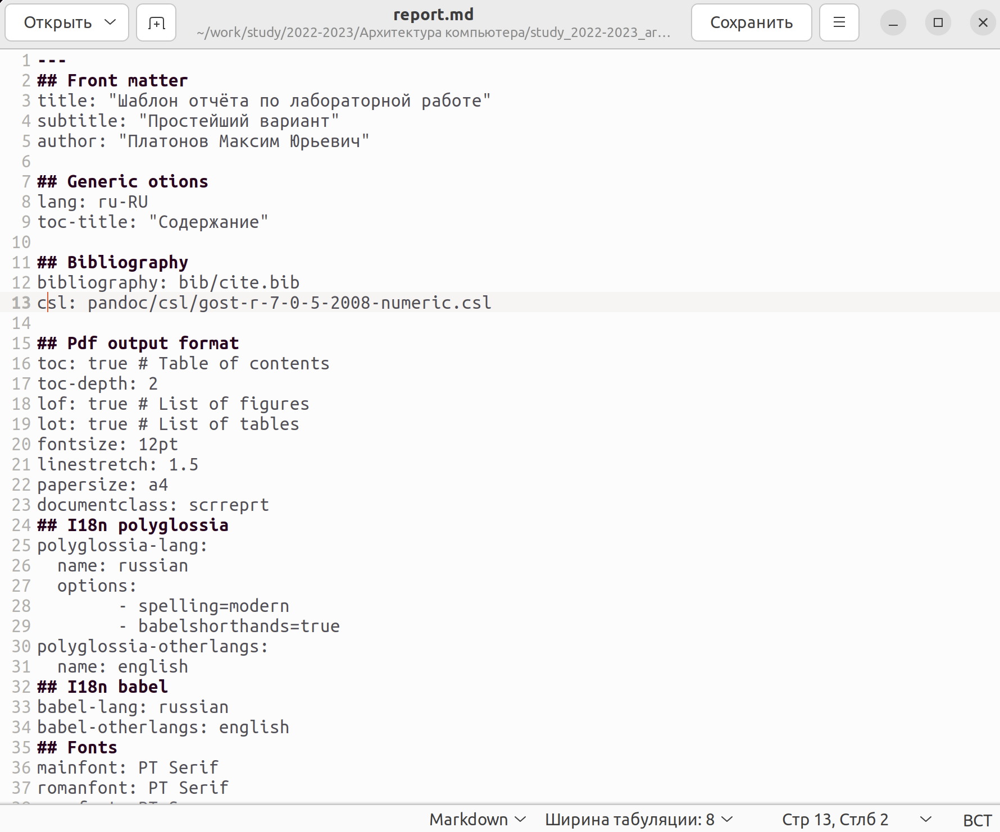 Открыть
report.md
~/work/study/2022-2023/Архитектура компьютера/study_2022-2023_ar…
Сохранить
1 ---
2 ## Front matter
3 title: "Шаблон отчёта по лабораторной работе"
4 subtitle: "Простейший вариант"
5 author: "Платонов Максим Юрьевич"
6
7 ## Generic otions
8 lang: ru-RU
9 toc-title: "Содержание"
10
11 ## Bibliography
12 bibliography: bib/cite.bib
13 csl: pandoc/csl/gost-r-7-0-5-2008-numeric.csl
14
15 ## Pdf output format
16 toc: true # Table of contents
17 toc-depth: 2
18 lof: true # List of figures
19 lot: true # List of tables
20 fontsize: 12pt
21 linestretch: 1.5
22 papersize: a4
23 documentclass: scrreprt
24 ## I18n polyglossia
25 polyglossia-lang:
26   name: russian
27   options:
28         - spelling=modern
29         - babelshorthands=true
30 polyglossia-otherlangs:
31   name: english
32 ## I18n babel
33 babel-lang: russian
34 babel-otherlangs: english
35 ## Fonts
36 mainfont: PT Serif
37 romanfont: PT Serif
Markdown Ширина табуляции: 8 Стр 13, Стлб 2 ВСТ